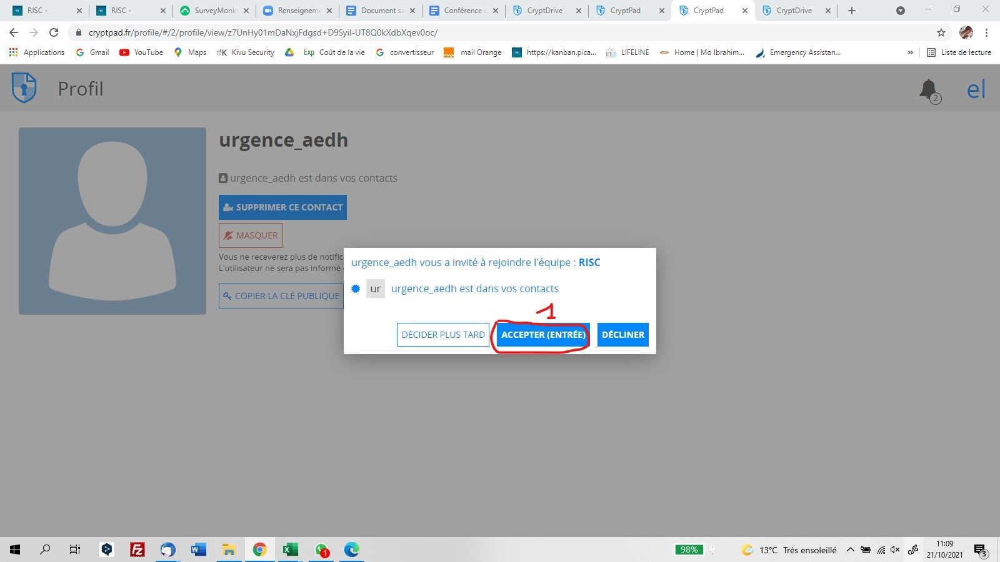 RISC -
RISC -
SurveyMonk
Renseigneme
Document sa
Conférence d
CryptDrive
CryptPad
CryptPad
CryptDrive
cryptpad.fr/profile/#/2/profile/view/z7UnHy01mDaNxjFdgsd+D9Syil-UT8Q0kXdbXqev0oc/
Applications
Gmail
YouTube
Maps
Kivu Security
Exp Coût de la vie
convertisseur
mail Orange
https://kanban.pica...
LIFELINE
Home | Mo Ibrahim...
Emergency Assistan...
»
Liste de lecture
Profil
2
el
urgence_aedh
urgence_aedh est dans vos contacts
SUPPRIMER CE CONTACT
MASQUER
Vous ne receverez plus de notific
L'utilisateur ne sera pas informé
COPIER LA CLÉ PUBLIQUE
urgence_aedh vous a invité à rejoindre l'équipe : RISC
ur urgence_aedh est dans vos contacts
1
DÉCIDER PLUS TARD
ACCEPTER (ENTRÉE)
DÉCLINER
98%
13°C Très ensoleillé
11:09
21/10/2021
3
1